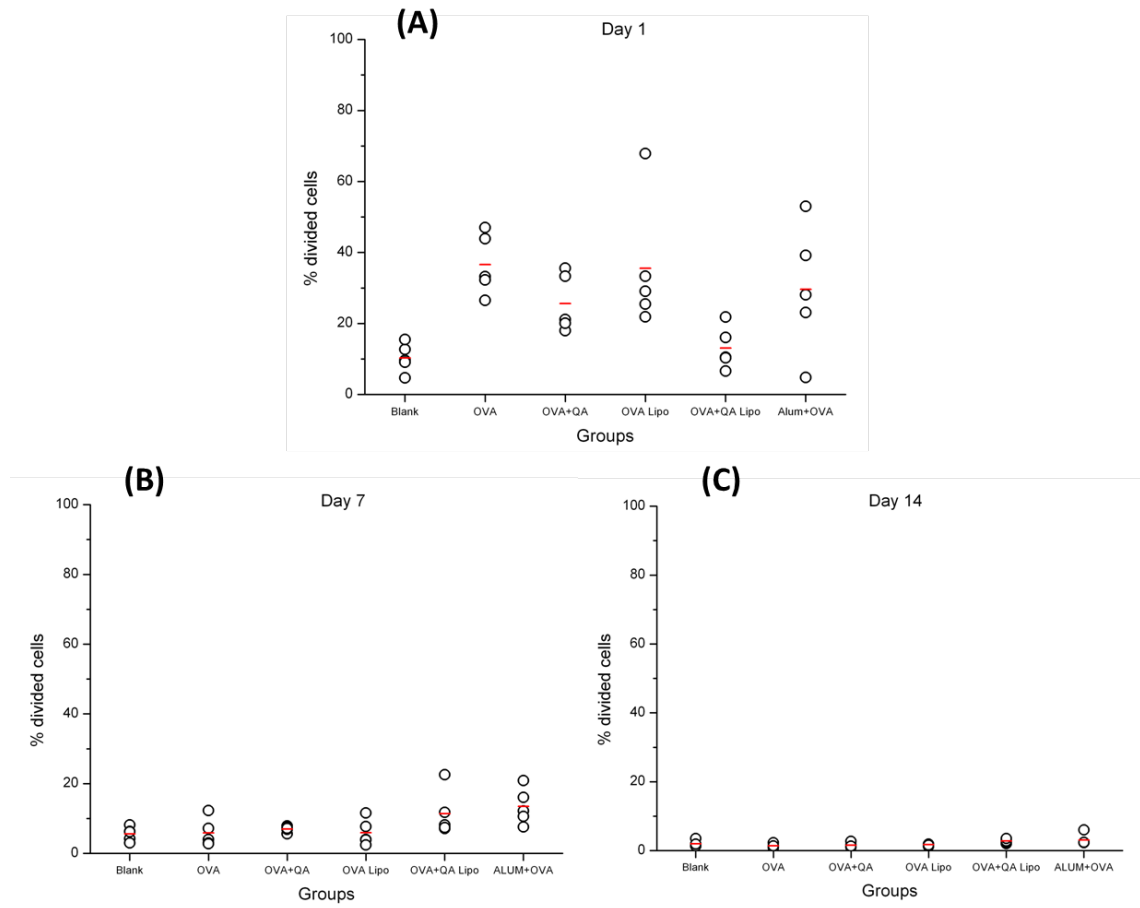 (A)
Day 1
100
80
60
40
20
0
% divided cells
Blank OVA OVA+QA OVA Lipo OVA+QA Lipo Alum+OVA
Groups
(B)
Day 7
100
80
60
40
20
0
% divided cells
Blank OVA OVA+QA OVA Lipo OVA+QA Lipo ALUM+OVA
Groups
(C)
Day 14
100
80
60
40
20
0
% divided cells
Blank OVA OVA+QA OVA Lipo OVA+QA Lipo ALUM+OVA
Groups